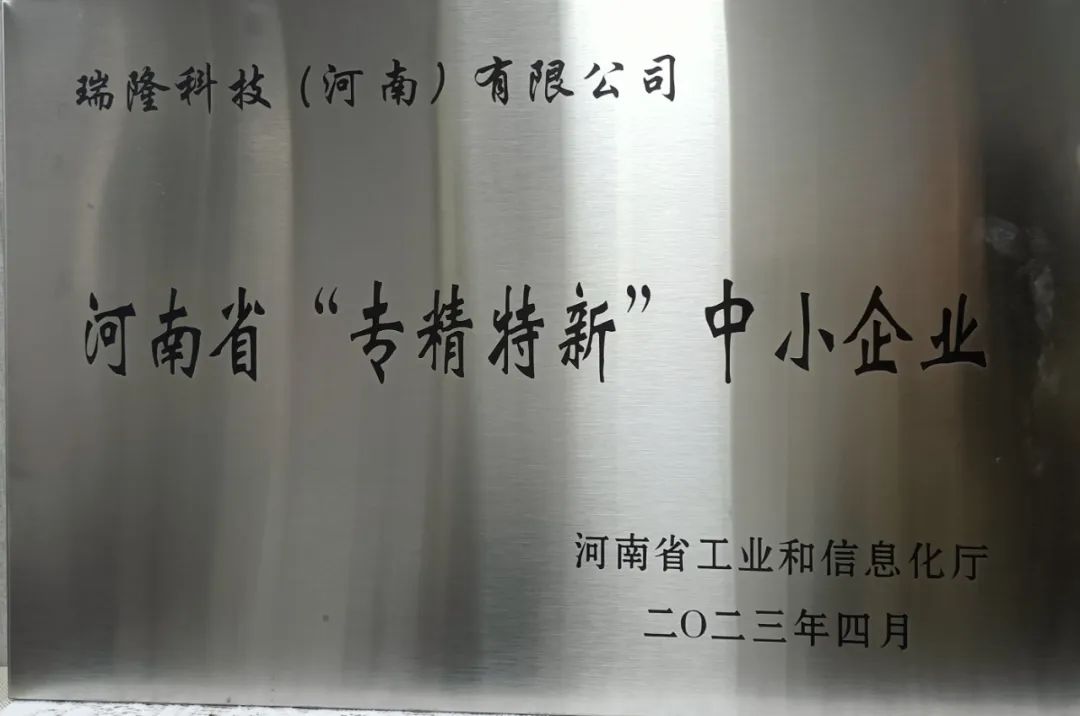 瑞隆科技（河南）有限公司
河南省“专精特新”中小企业
河南省工业和信息化厅
二〇二三年四月